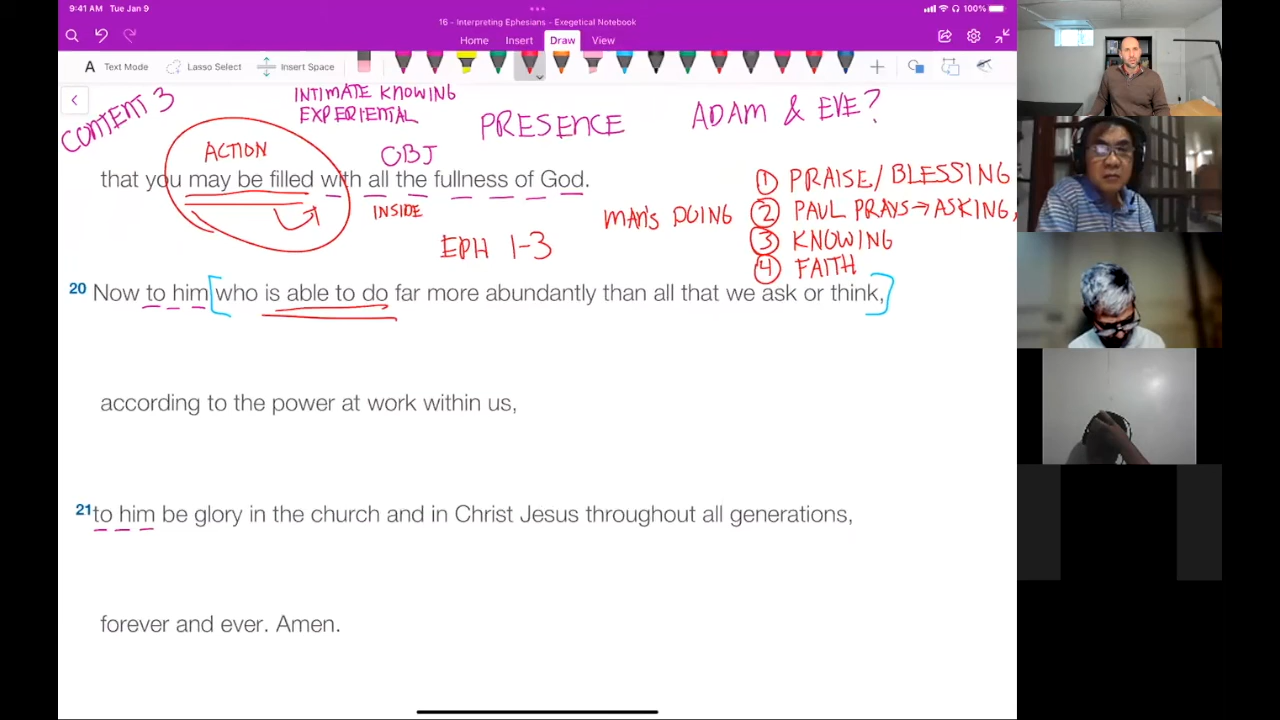 9:41 AM Tue Jan 9
100%
16 - Interpreting Ephesians - Exegetical Notebook
Home Insert Draw View
A Text Mode Lasso Select Insert Space
CONTENT 3
INTIMATE KNOWING
EXPERIENTAL
PRESENCE
ADAM & EVE?
ACTION
OBJ
that you may be filled with all the fullness of God.
INSIDE
EPH 1-3
MAN'S DOING
① PRAISE/BLESSING
② PAUL PRAYS → ASKING,
③ KNOWING
④ FAITH
20 Now to him [who is able to do far more abundantly than all that we ask or think,]
according to the power at work within us,
21 to him be glory in the church and in Christ Jesus throughout all generations,
forever and ever. Amen.